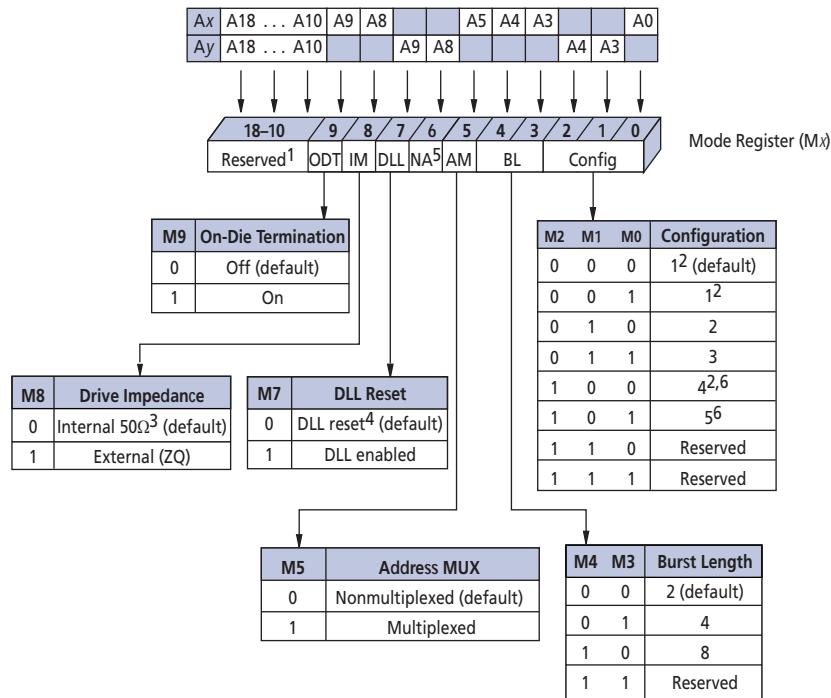 Ax A18 . . . A10 A9 A8 A5 A4 A3 A0
Ay A18 . . . A10 A9 A8 A4 A3
18–10 9 8 7 6 5 4 3 2 1 0
Mode Register (Mx)
Reserved1 ODT IM DLL NA5 AM BL Config
M9 On-Die Termination
0 Off (default)
1 On
M2 M1 M0 Configuration
0 0 0 12 (default)
0 0 1 12
0 1 0 2
0 1 1 3
1 0 0 42,6
1 0 1 56
1 1 0 Reserved
1 1 1 Reserved
M8 Drive Impedance
0 Internal 50Ω3 (default)
1 External (ZQ)
M7 DLL Reset
0 DLL reset4 (default)
1 DLL enabled
M5 Address MUX
0 Nonmultiplexed (default)
1 Multiplexed
M4 M3 Burst Length
0 0 2 (default)
0 1 4
1 0 8
1 1 Reserved